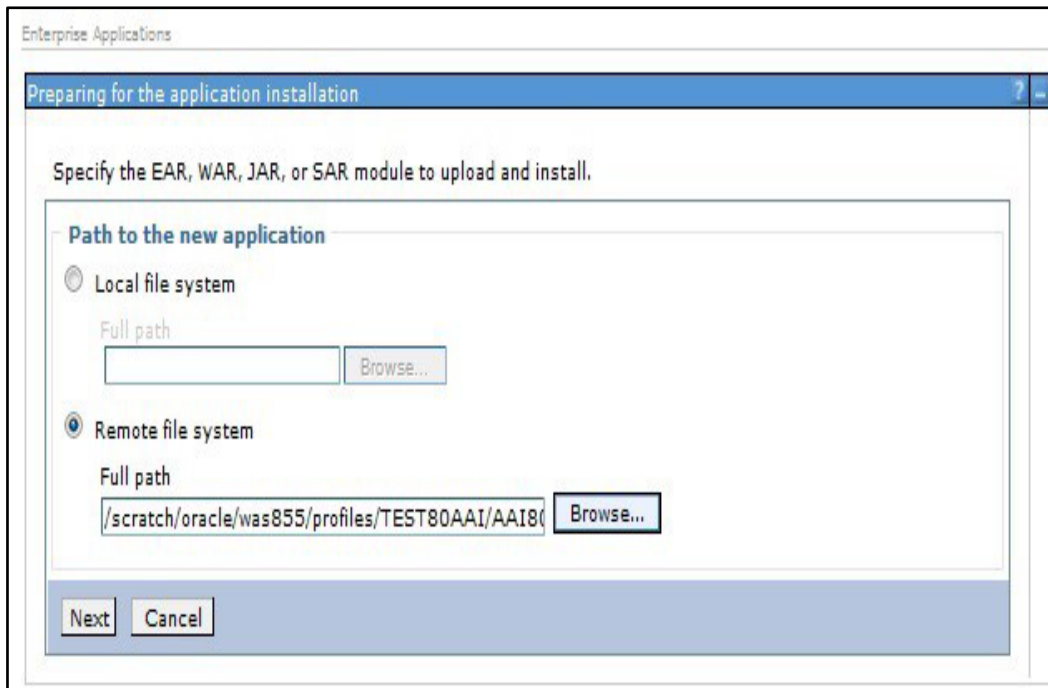 Enterprise Applications
Preparing for the application installation ? –
Specify the EAR, WAR, JAR, or SAR module to upload and install.
Path to the new application
Local file system
Full path
Browse...
Remote file system
Full path
/scratch/oracle/was855/profiles/TEST80AAI/AAI80 Browse...
Next Cancel